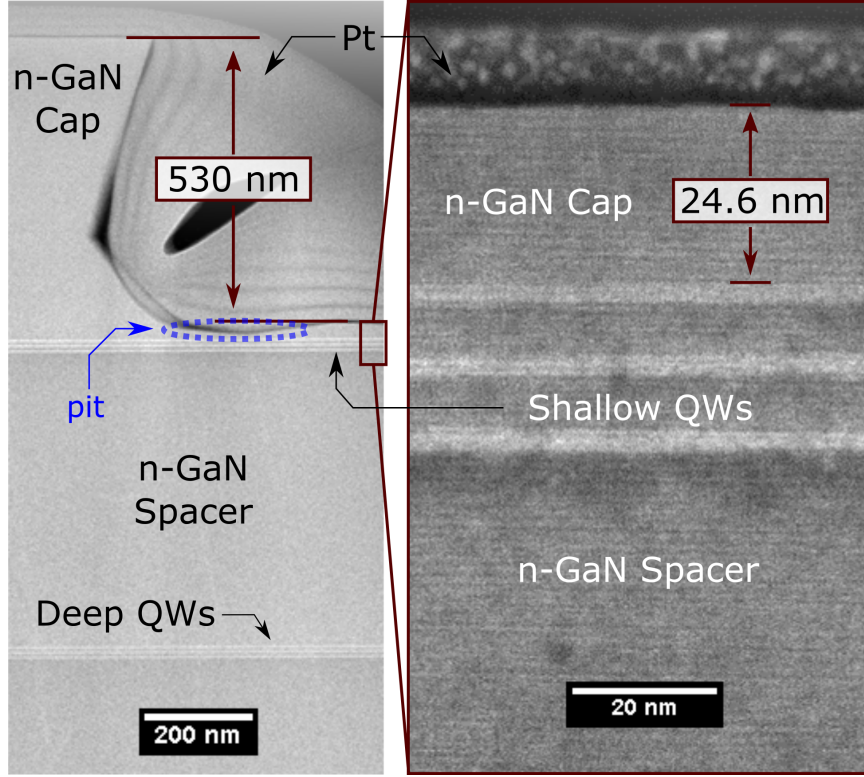 n-GaN
Cap
530 nm
pit
n-GaN
Spacer
Deep QWs
200 nm
Pt
n-GaN Cap
24.6 nm
Shallow QWs
n-GaN Spacer
20 nm